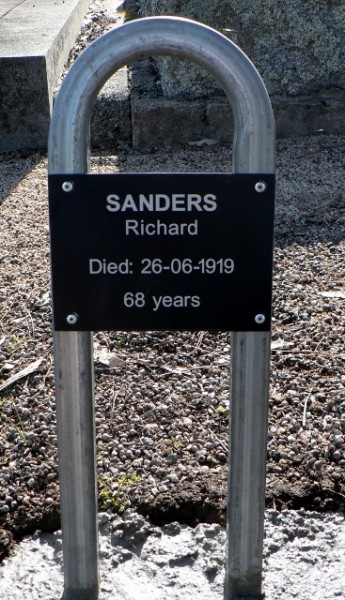 SANDERS
Richard
Died: 26-06-1919
68 years